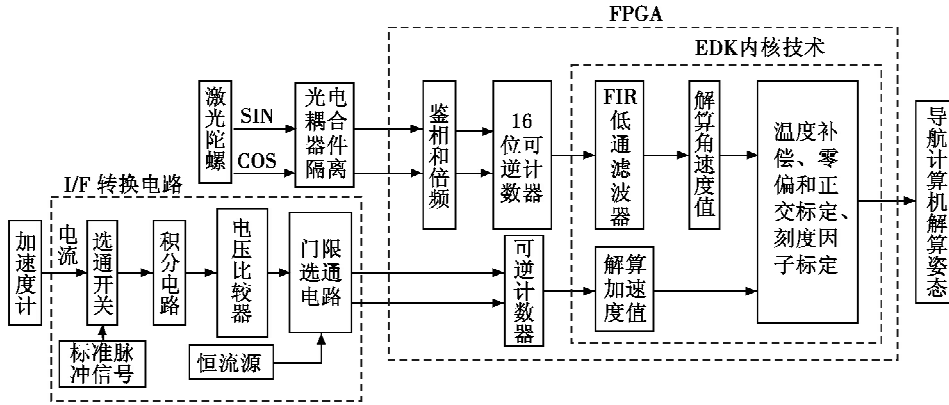 FPGA
EDK内核技术
激光陀螺
SIN
COS
光电
耦合
器件
隔离
鉴相和倍频
16
位可
逆计
数器
FIR
低通滤波器
解算角速度值
温度补
偿、零
偏和正
交标定、
刻度因
子标定
导航计算机解算姿态
I/F 转换电路
加速度计
电流
选通开关
积分电路
电压比较器
门限
选通
电路
可逆计数器
解算
加速
度值
标准脉
冲信号
恒流源